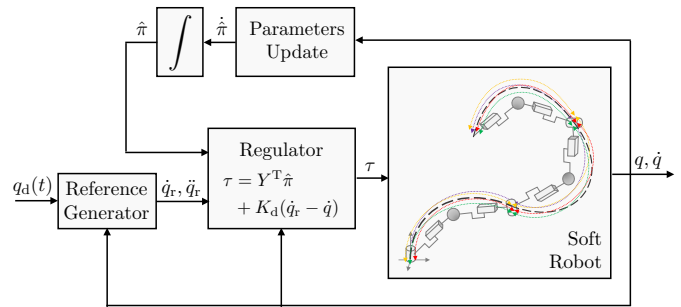 π̂
∫
π̂̇
Parameters
Update
q_d(t)
Reference
Generator
q̇_r, q̈_r
Regulator
τ = Y^T π̂
+ K_d(q̇_r − q̇)
τ
Soft
Robot
q, q̇